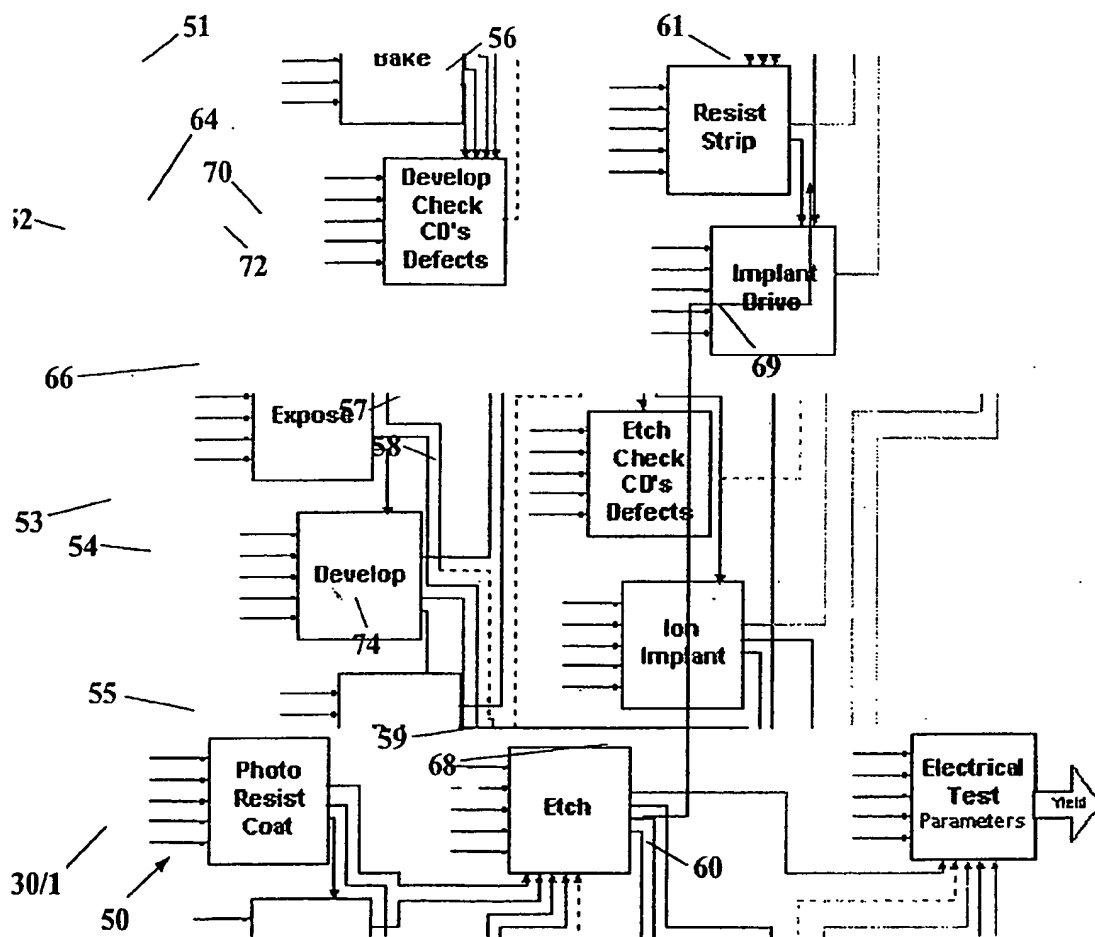 51
56
61
Bake
64
Resist
Strip
70
Develop
Check
CD's
Defects
52
72
Implant
Drive
66
69
Expose
57
Etch
Check
CD's
Defects
58
53
54
Develop
74
Ion
Implant
55
59
68
Photo
Resist
Coat
Etch
Electrical
Test
Parameters
Yield
60
30/1
50